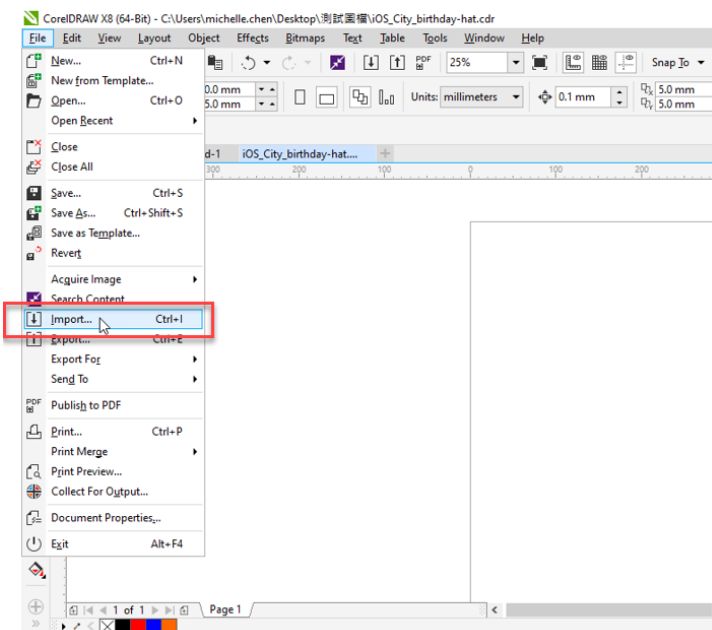 CorelDRAW X8 (64-Bit) - C:\Users\michelle.chen\Desktop\測試圖檔\iOS_City_birthday-hat.cdr
File Edit View Layout Object Effects Bitmaps Text Table Tools Window Help
New... Ctrl+N
PDF 25% Snap To
New from Template...
0.0 mm
5.0 mm
Units: millimeters 0.1 mm
5.0 mm
5.0 mm
Open... Ctrl+O
Open Recent
Close
d-1 iOS_City_birthday-hat....
Close All
300 200 100 0 100 200
Save... Ctrl+S
Save As... Ctrl+Shift+S
Save as Template...
Revert
Acquire Image
Search Content
Import... Ctrl+I
Export... Ctrl+E
Export For
Send To
PDF Publish to PDF
Print... Ctrl+P
Print Merge
Print Preview...
Collect For Output...
Document Properties...
Exit Alt+F4
1 of 1 Page 1